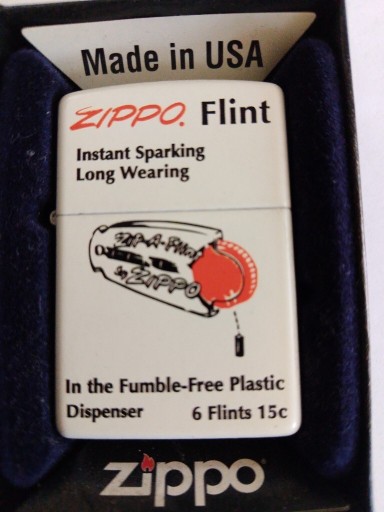 Made in USA
ZIPPO. Flint
Instant Sparking
Long Wearing
ZIP-A-FLINT
by ZIPPO
In the Fumble-Free Plastic
Dispenser 6 Flints 15c
zippo